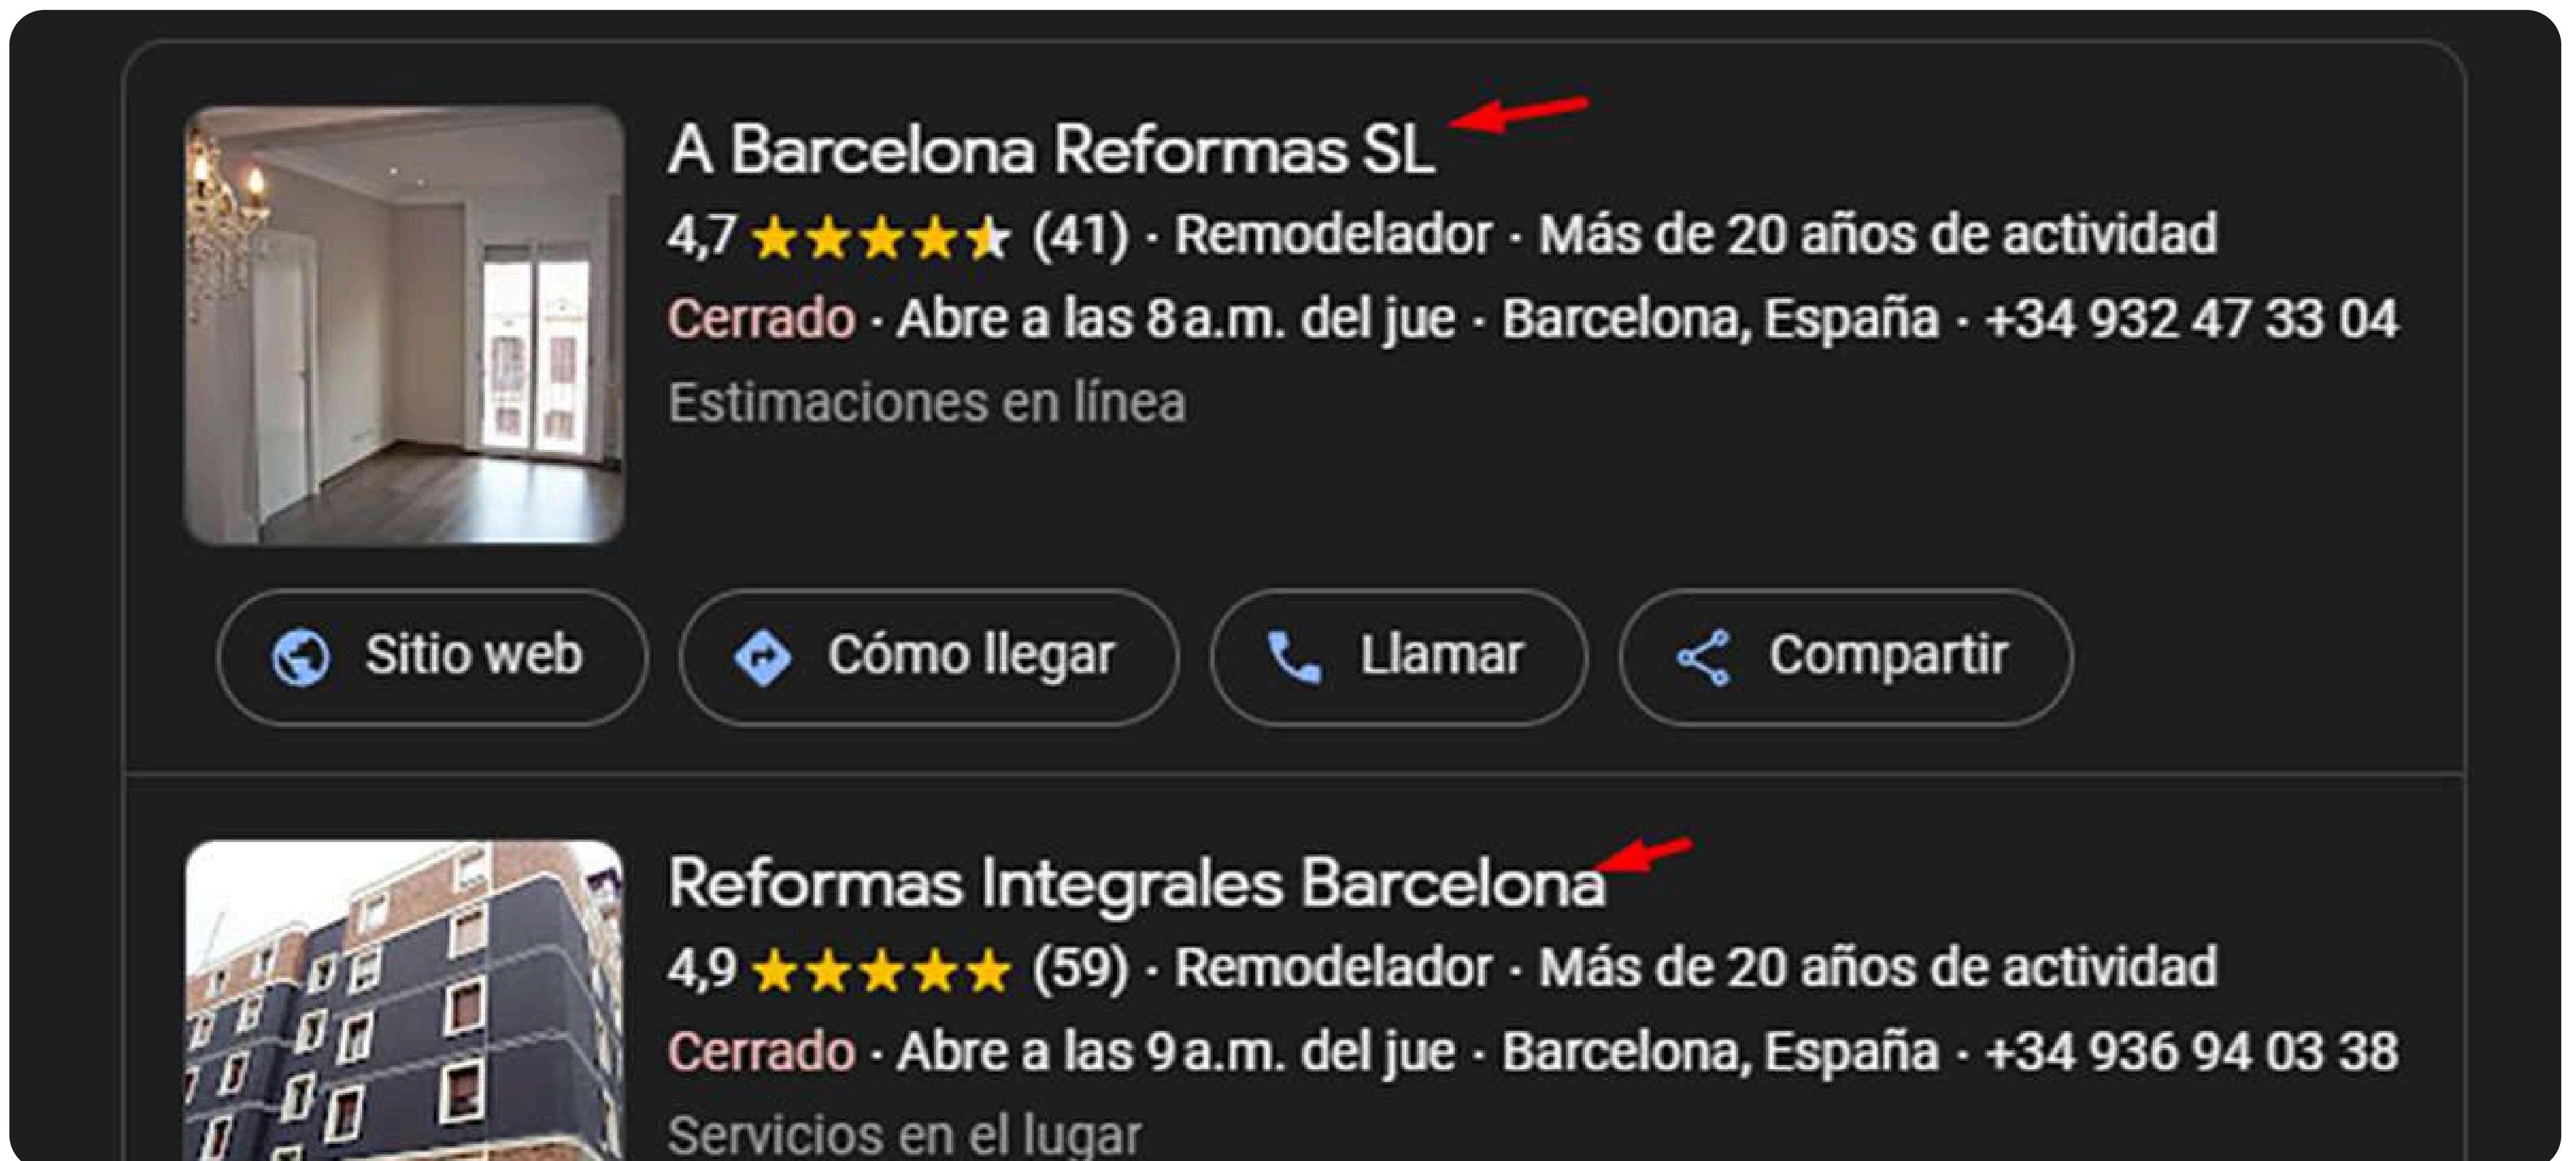 A Barcelona Reformas SL
4,7 (41) · Remodelador · Más de 20 años de actividad
Cerrado · Abre a las 8 a.m. del jue · Barcelona, España · +34 932 47 33 04
Estimaciones en línea
Sitio web
Cómo llegar
Llamar
Compartir
Reformas Integrales Barcelona
4,9 (59) · Remodelador · Más de 20 años de actividad
Cerrado · Abre a las 9 a.m. del jue · Barcelona, España · +34 936 94 03 38
Servicios en el lugar